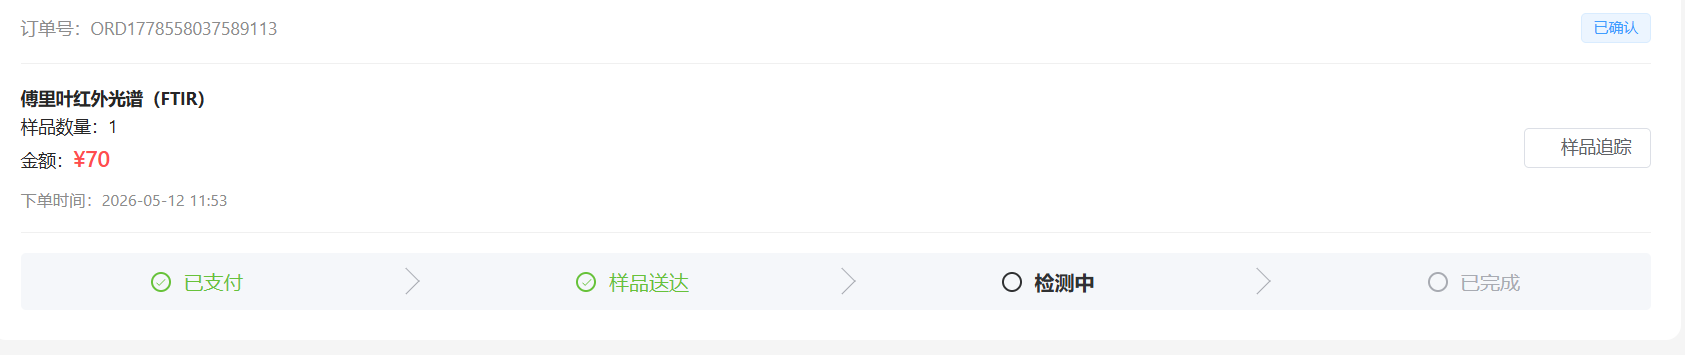 订单号：ORD1778558037589113
已确认
傅里叶红外光谱（FTIR）
样品数量：1
金额：¥70
样品追踪
下单时间：2026-05-12 11:53
已支付
样品送达
检测中
已完成